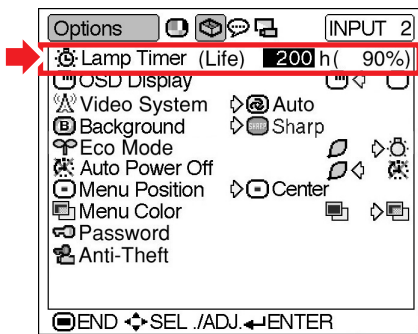 Options INPUT 2
Lamp Timer (Life) 200 h( 90%)
OSD Display
Video System Auto
B Background SHARP Sharp
Eco Mode
Auto Power Off
Menu Position Center
Menu Color
Password
Anti-Theft
END SEL ./ADJ. ENTER